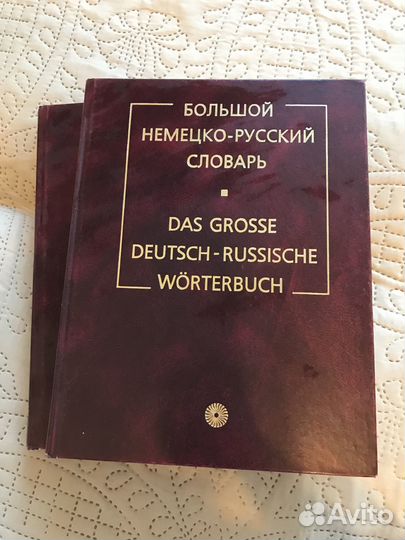 БОЛЬШОЙ
НЕМЕЦКО-РУССКИЙ
СЛОВАРЬ
DAS GROSSE
DEUTSCH-RUSSISCHE
WÖRTERBUCH
Avito